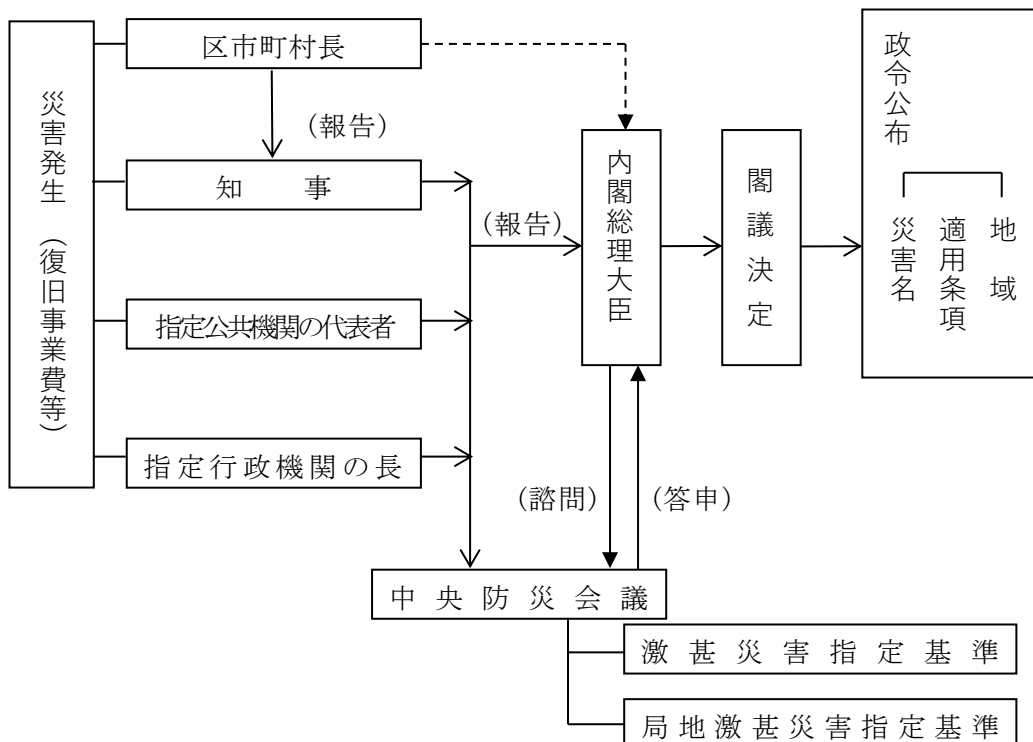 災害発生（復旧事業費等）
区市町村長
（報告）
知事
指定公共機関の代表者
指定行政機関の長
（報告）
内閣総理大臣
閣議決定
政令公布
災害名
適用条項
地域
（諮問）
（答申）
中央防災会議
激甚災害指定基準
局地激甚災害指定基準